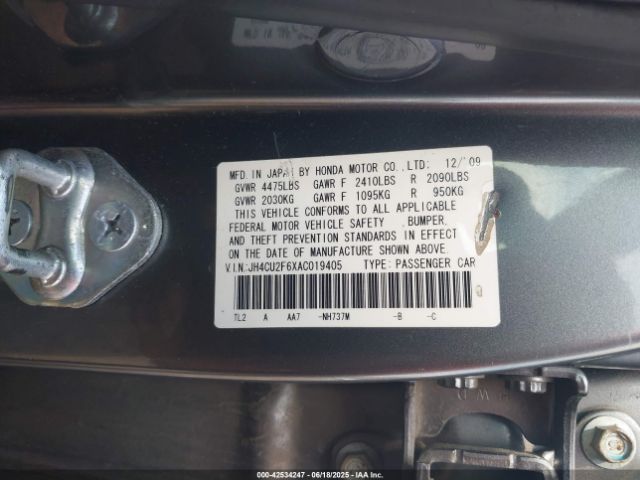 MFD. IN JAPAN BY HONDA MOTOR CO.,LTD: 12/'09
GVWR 4475LBS GAWR F 2410LBS R 2090LBS
GVWR 2030KG GAWR F 1095KG R 950KG
THIS VEHICLE CONFORMS TO ALL APPLICABLE
FEDERAL MOTOR VEHICLE SAFETY, BUMPER,
AND THEFT PREVENTION STANDARDS IN EFFECT
ON THE DATE OF MANUFACTURE SHOWN ABOVE.
V.I.N.:JH4CU2F6XAC019405 TYPE: PASSENGER CAR
TL2 A AA7 -NH737M -B -C
000-42534247 - 06/18/2025 - COPART